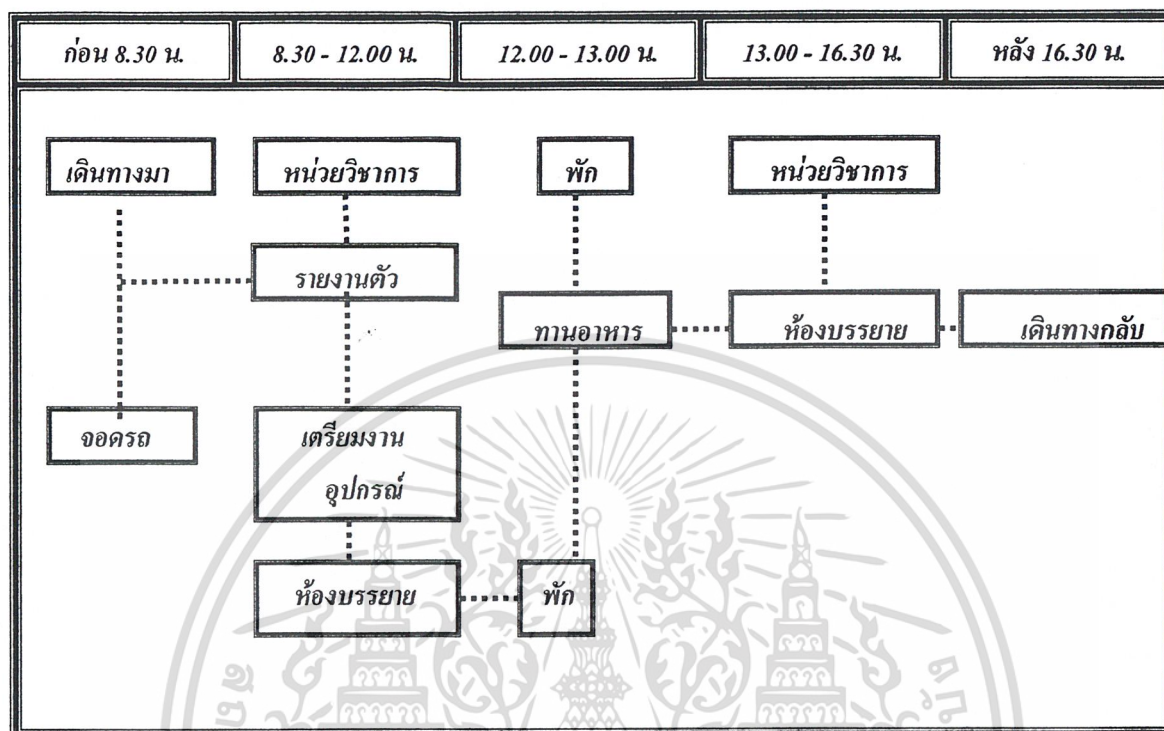 ก่อน 8.30 น.
8.30 - 12.00 น.
12.00 - 13.00 น.
13.00 - 16.30 น.
หลัง 16.30 น.
เดินทางมา
หน่วยวิชาการ
พัก
หน่วยวิชาการ
รายงานตัว
ทานอาหาร
ห้องบรรยาย
เดินทางกลับ
จอดรถ
เตรียมงาน
อุปกรณ์
ห้องบรรยาย
พัก